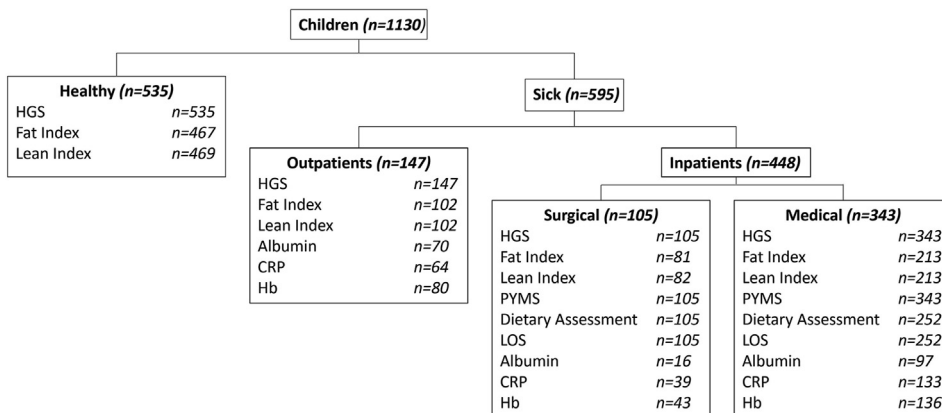 Children (n=1130)
Healthy (n=535)
HGS n=535
Fat Index n=467
Lean Index n=469
Sick (n=595)
Outpatients (n=147)
HGS n=147
Fat Index n=102
Lean Index n=102
Albumin n=70
CRP n=64
Hb n=80
Inpatients (n=448)
Surgical (n=105)
HGS n=105
Fat Index n=81
Lean Index n=82
PYMS n=105
Dietary Assessment n=105
LOS n=105
Albumin n=16
CRP n=39
Hb n=43
Medical (n=343)
HGS n=343
Fat Index n=213
Lean Index n=213
PYMS n=343
Dietary Assessment n=252
LOS n=252
Albumin n=97
CRP n=133
Hb n=136